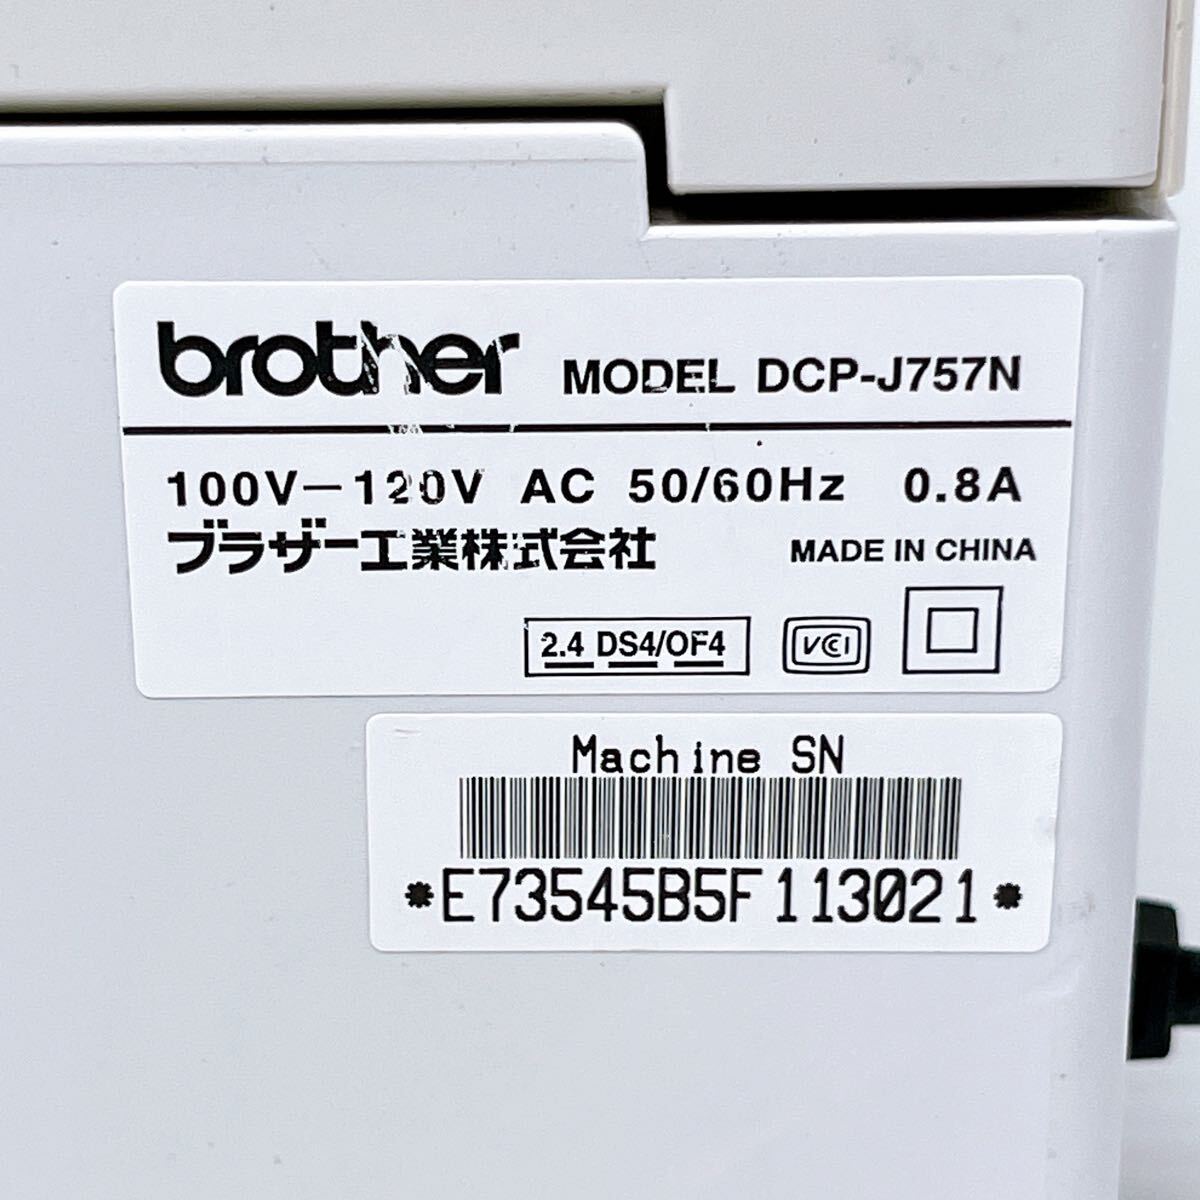 brother MODEL DCP-J757N
100V－120V AC 50/60Hz 0.8A
ブラザー工業株式会社 MADE IN CHINA
2.4 DS4/OF4 VCCI
Machine SN
*E73545B5F113021*